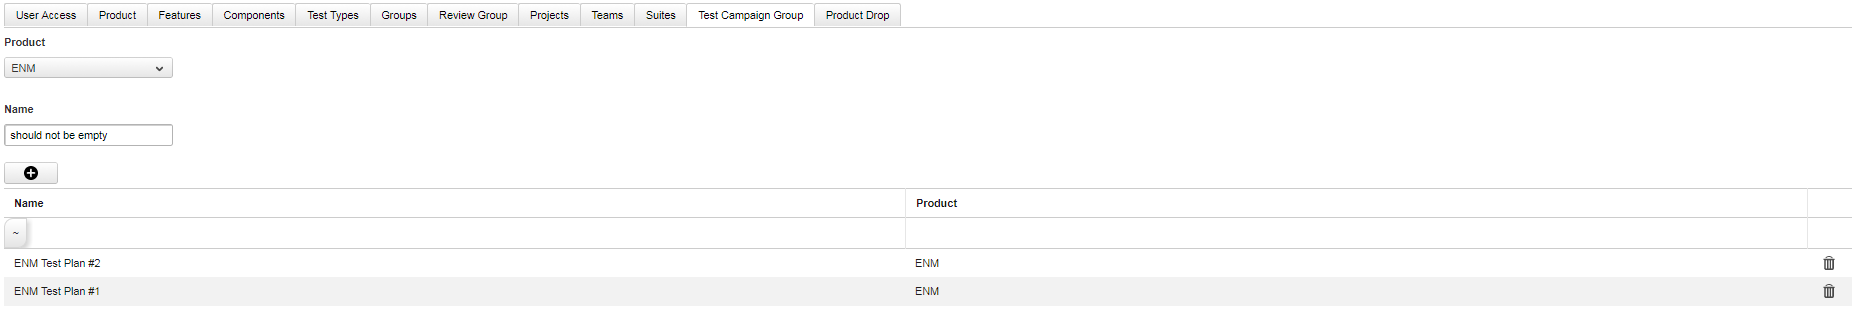 User Access Product Features Components Test Types Groups Review Group Projects Teams Suites Test Campaign Group Product Drop
Product
ENM
Name
should not be empty
Name Product
~
ENM Test Plan #2 ENM
ENM Test Plan #1 ENM